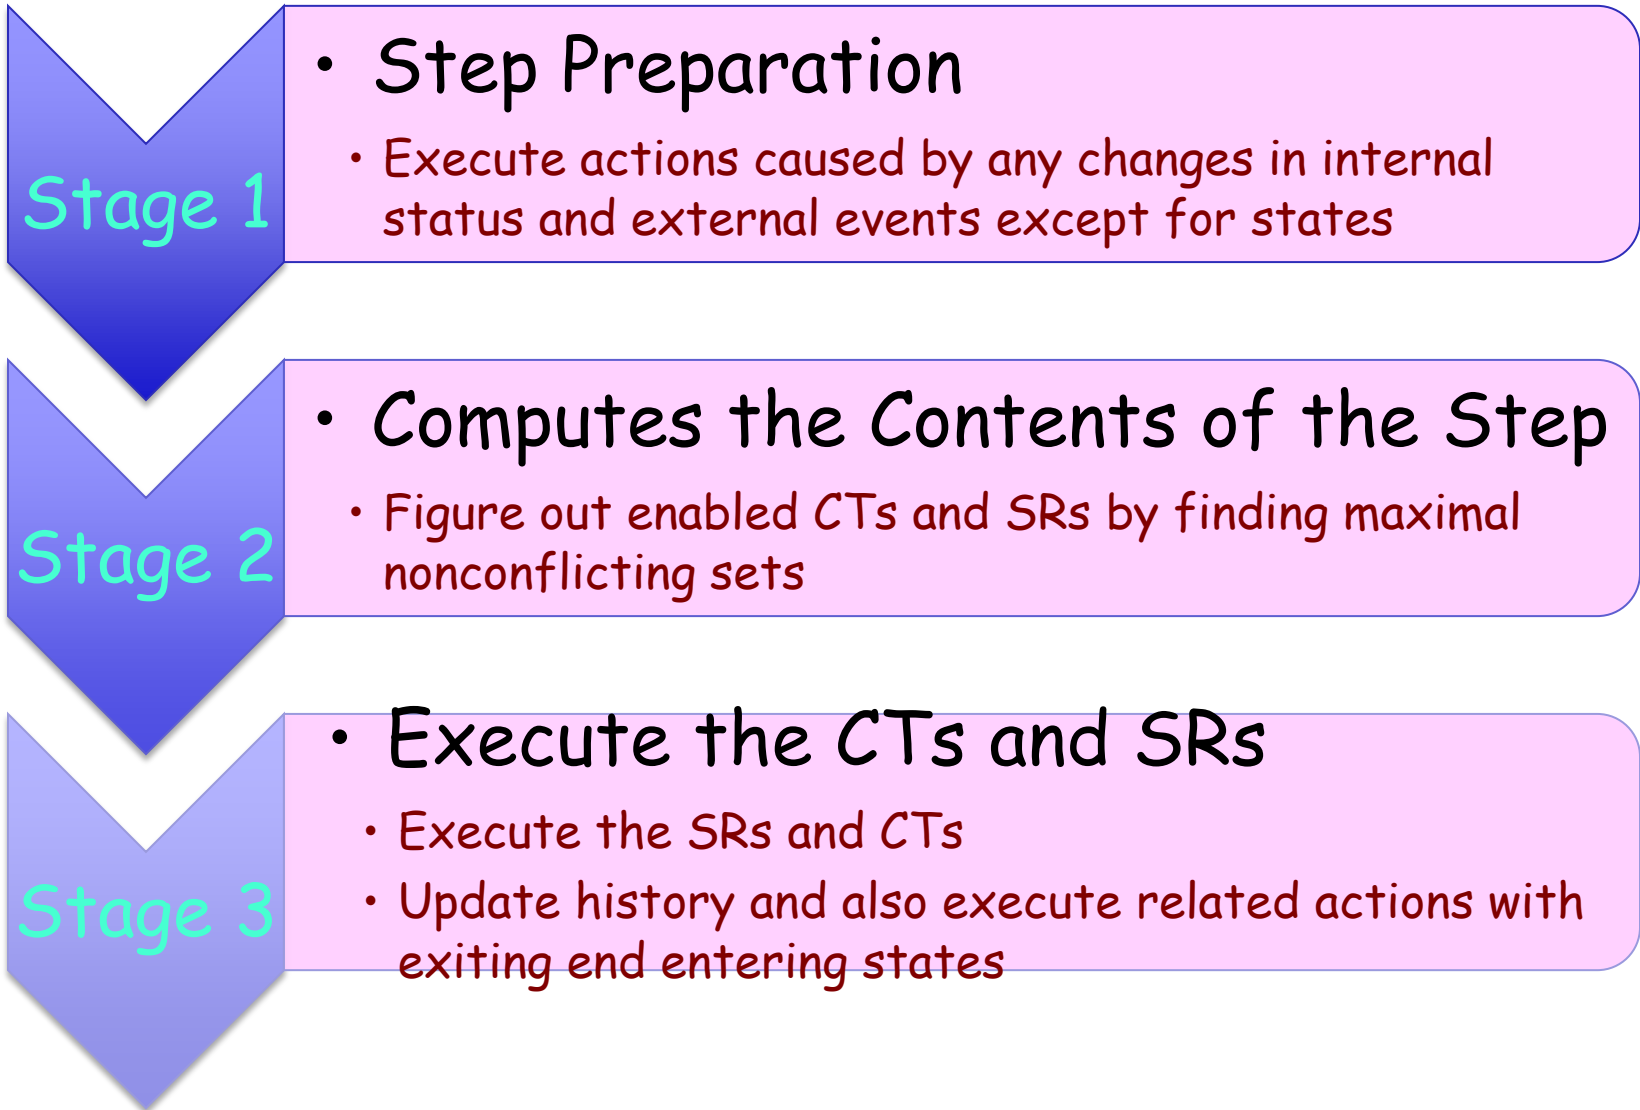 Stage 1
• Step Preparation
• Execute actions caused by any changes in internal
status and external events except for states
Stage 2
• Computes the Contents of the Step
• Figure out enabled CTs and SRs by finding maximal
nonconflicting sets
Stage 3
• Execute the CTs and SRs
• Execute the SRs and CTs
• Update history and also execute related actions with
exiting end entering states